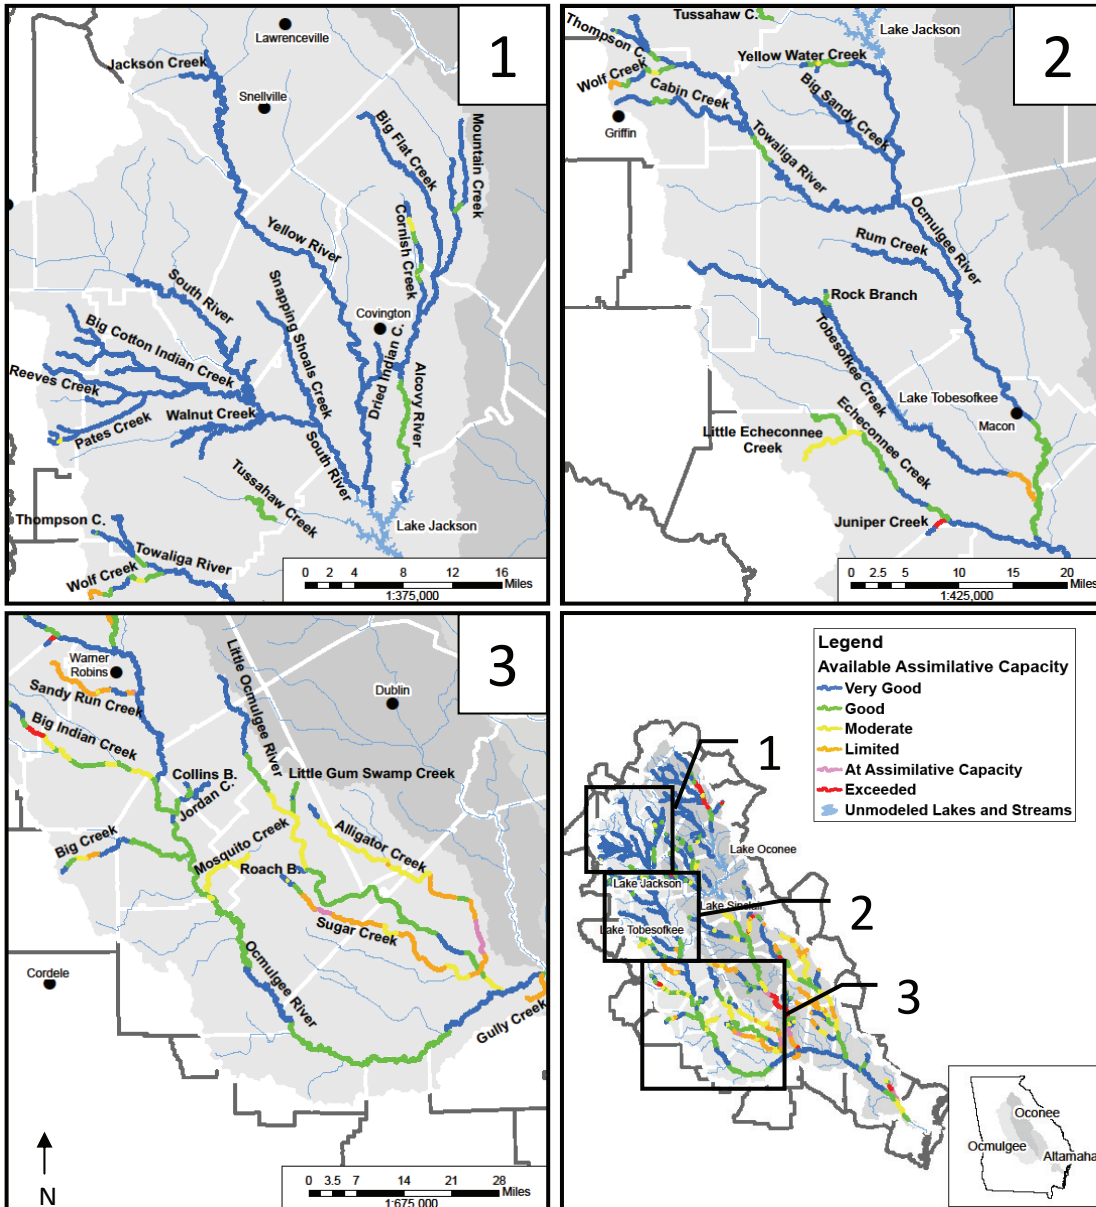 1
Lawrenceville
Jackson Creek
Snellville
Big Flat Creek
Mountain Creek
Cornish Creek
Yellow River
South River
Snapping Shoals Creek
Covington
Dried Indian C.
Big Cotton Indian Creek
Reeves Creek
Alcovy River
Walnut Creek
Pates Creek
South River
Tussahaw Creek
Lake Jackson
Thompson C.
Towaliga River
Wolf Creek
0 2 4 8 12 16
Miles
1:375,000
2
Tussahaw C.
Lake Jackson
Thompson C.
Yellow Water Creek
Wolf Creek
Cabin Creek
Big Sandy Creek
Griffin
Towaliga River
Ocmulgee River
Rum Creek
Rock Branch
Tobesofkee Creek
Lake Tobesofkee
Macon
Echeconnee Creek
Little Echeconnee
Creek
Juniper Creek
0 2.5 5 10 15 20
Miles
1:425,000
3
Warner
Robins
Little Ocmulgee River
Dublin
Sandy Run Creek
Big Indian Creek
Collins B.
Little Gum Swamp Creek
Jordan C.
Big Creek
Mosquito Creek
Alligator Creek
Roach B.
Sugar Creek
Ocmulgee River
Cordele
Gully Creek
N
0 3.5 7 14 21 28
Miles
1:675,000
Legend
Available Assimilative Capacity
Very Good
Good
Moderate
Limited
At Assimilative Capacity
Exceeded
Unmodeled Lakes and Streams
1
Lake Oconee
Lake Jackson
Lake Sinclair
2
Lake Tobesofkee
3
Oconee
Ocmulgee
Altamaha